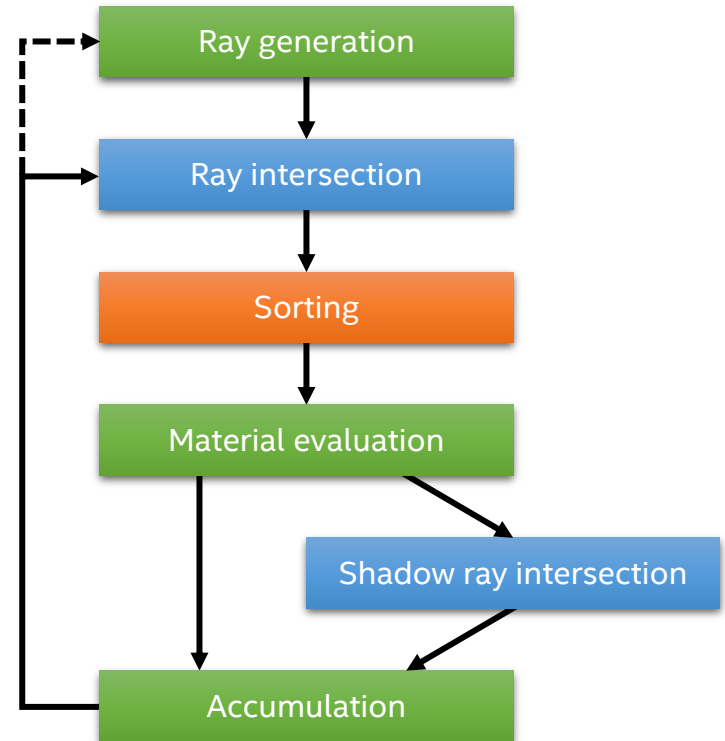 Ray generation
Ray intersection
Sorting
Material evaluation
Shadow ray intersection
Accumulation